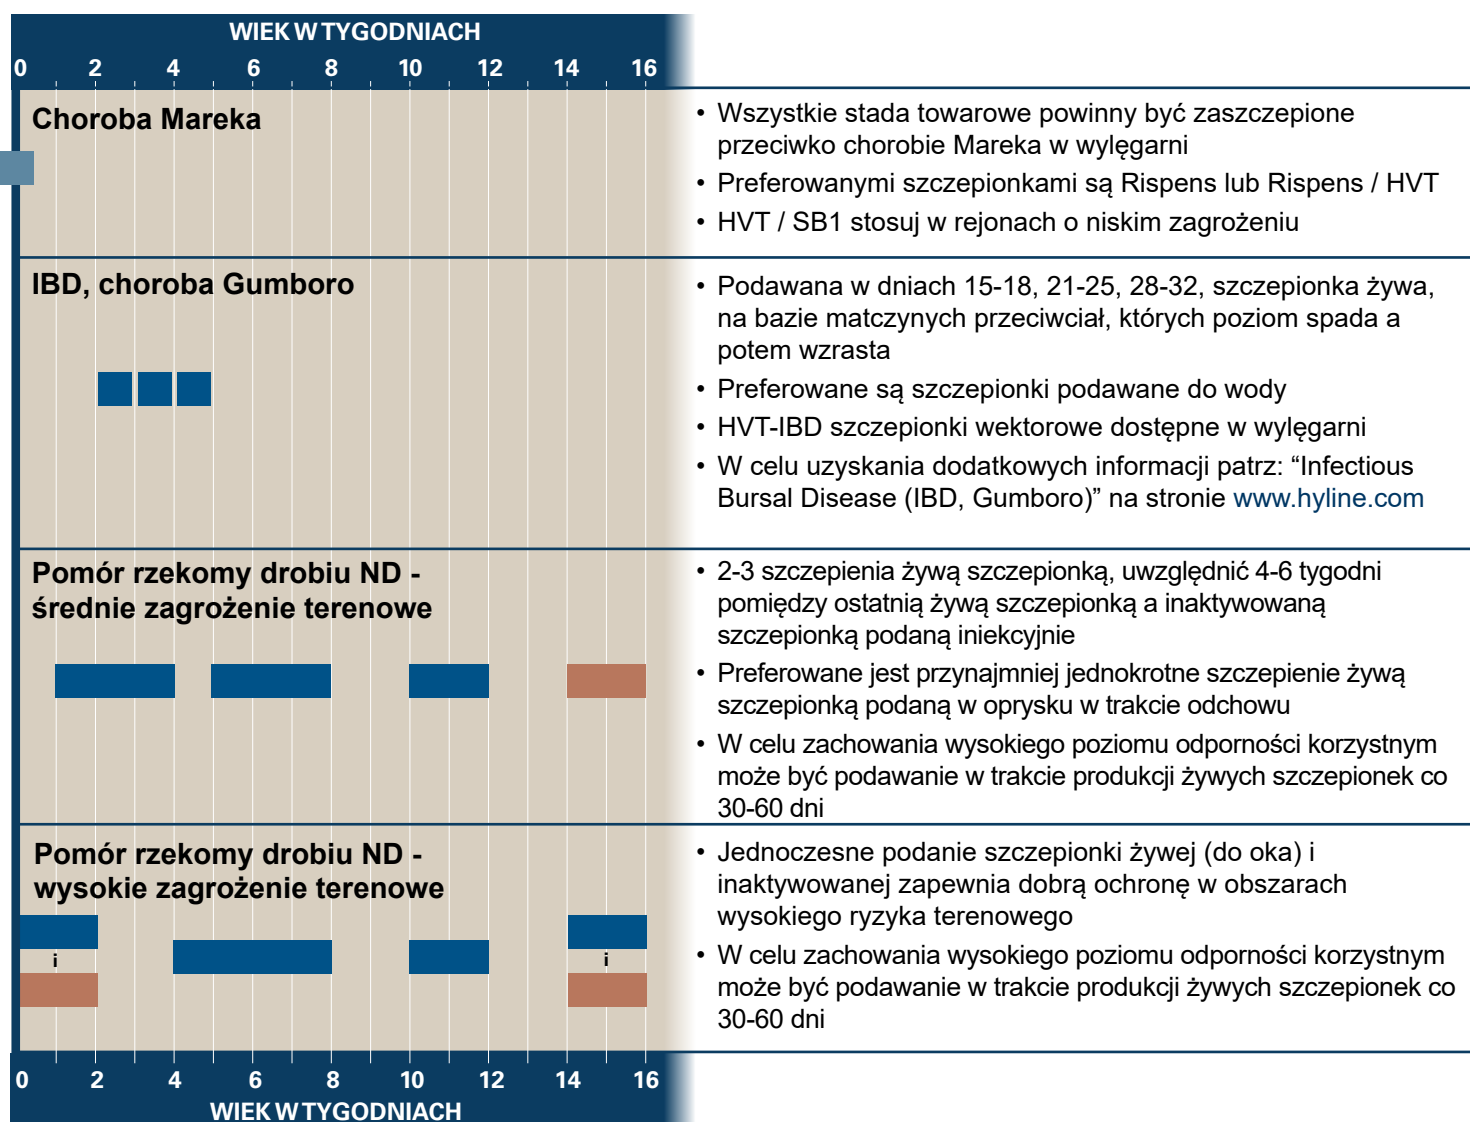 WIEK W TYGODNIACH
0 2 4 6 8 10 12 14 16
Choroba Mareka
• Wszystkie stada towarowe powinny być zaszczepione
przeciwko chorobie Mareka w wylęgarni
• Preferowanymi szczepionkami są Rispens lub Rispens / HVT
• HVT / SB1 stosuj w rejonach o niskim zagrożeniu
IBD, choroba Gumboro
• Podawana w dniach 15-18, 21-25, 28-32, szczepionka żywa,
na bazie matczynych przeciwciał, których poziom spada a
potem wzrasta
• Preferowane są szczepionki podawane do wody
• HVT-IBD szczepionki wektorowe dostępne w wylęgarni
• W celu uzyskania dodatkowych informacji patrz: “Infectious
Bursal Disease (IBD, Gumboro)” na stronie www.hyline.com
Pomór rzekomy drobiu ND -
średnie zagrożenie terenowe
• 2-3 szczepienia żywą szczepionką, uwzględnić 4-6 tygodni
pomiędzy ostatnią żywą szczepionką a inaktywowaną
szczepionką podaną iniekcyjnie
• Preferowane jest przynajmniej jednokrotne szczepienie żywą
szczepionką podaną w oprysku w trakcie odchowu
• W celu zachowania wysokiego poziomu odporności korzystnym
może być podawanie w trakcie produkcji żywych szczepionek co
30-60 dni
Pomór rzekomy drobiu ND -
wysokie zagrożenie terenowe
i i
• Jednoczesne podanie szczepionki żywej (do oka) i
inaktywowanej zapewnia dobrą ochronę w obszarach
wysokiego ryzyka terenowego
• W celu zachowania wysokiego poziomu odporności korzystnym
może być podawanie w trakcie produkcji żywych szczepionek co
30-60 dni
0 2 4 6 8 10 12 14 16
WIEK W TYGODNIACH